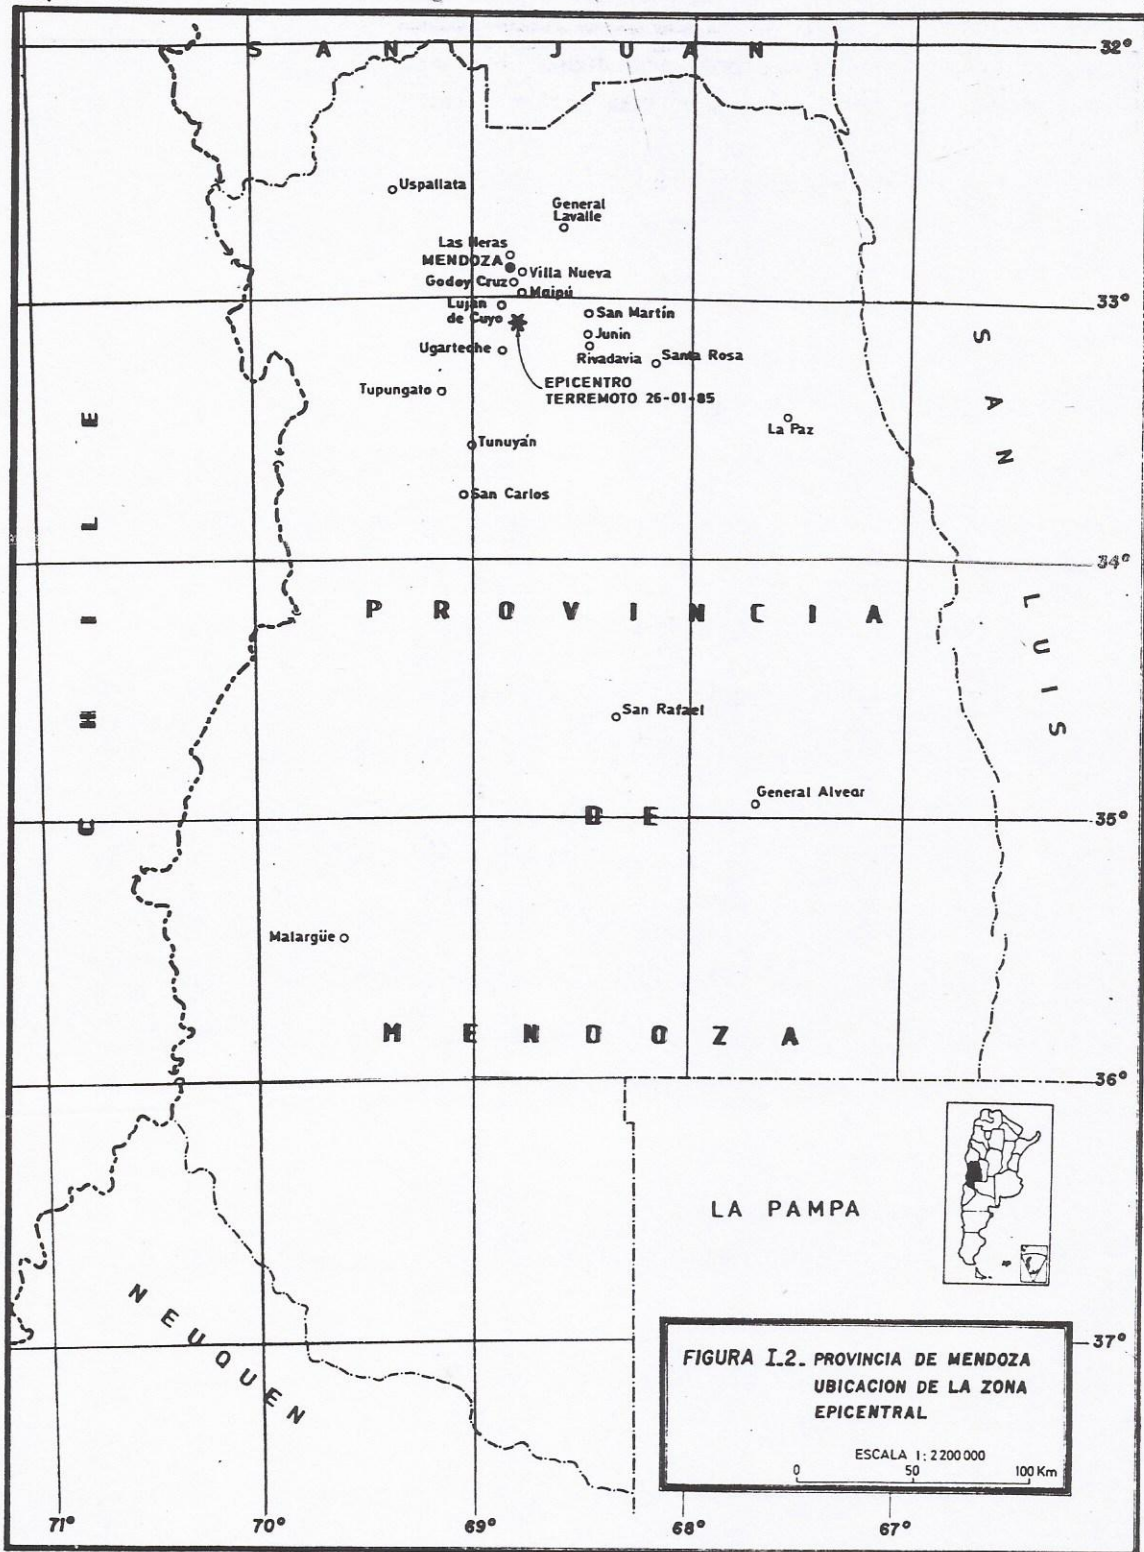 SAN JUAN
32°
Uspallata
General
Lavalle
Las Heras
MENDOZA
Villa Nueva
Godoy Cruz
Maipú
33°
Luján
de Cuyo
San Martín
Junín
Ugarteche
Rivadavia
Santa Rosa
Tupungato
EPICENTRO
TERREMOTO 26-01-85
La Paz
Tunuyán
San Carlos
CHILE
SAN LUIS
34°
PROVINCIA
San Rafael
General Alvear
DE
35°
Malargüe
MENDOZA
36°
LA PAMPA
NEUQUEN
37°
FIGURA I.2. PROVINCIA DE MENDOZA
UBICACION DE LA ZONA
EPICENTRAL
ESCALA 1:2200000
0 50 100 Km
71° 70° 69° 68° 67°